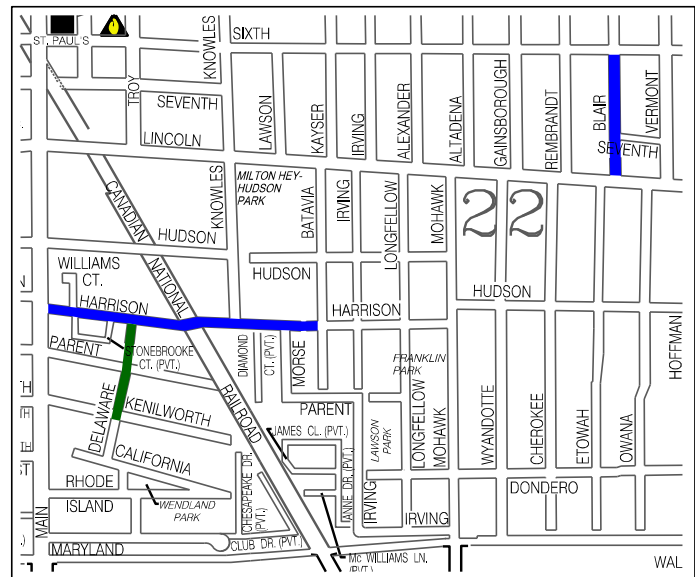 SIXTH
ST. PAUL'S
TROY
KNOWLES
SEVENTH
LINCOLN
LAWSON
KAYSER
IRVING
ALEXANDER
ALTADENA
GAINSBOROUGH
REMBRANDT
BLAIR
VERMONT
SEVENTH
MILTON HEY-
HUDSON
PARK
KNOWLES
CANADIAN
NATIONAL
RAILROAD
BATAVIA
IRVING
LONGFELLOW
MOHAWK
22
HUDSON
WILLIAMS
CT.
HUDSON
HUDSON
HARRISON
HARRISON
PARENT
STONEBROOKE
CT. (PVT.)
DIAMOND
CT. (PVT.)
MORSE
FRANKLIN
PARK
HOFFMAN
DELAWARE
KENILWORTH
PARENT
JAMES CL. (PVT.)
LAWSON
PARK
LONGFELLOW
MOHAWK
WYANDOTTE
CHEROKEE
ETOWAH
OWANA
CALIFORNIA
RHODE
ISLAND
WENDLAND
PARK
CHESAPEAKE DR.
(PVT.)
ANNE DR. (PVT.)
IRVING
IRVING
DONDERO
MAIN
MARYLAND
CLUB DR. (PVT.)
Mc WILLIAMS LN.
(PVT.)
WAL